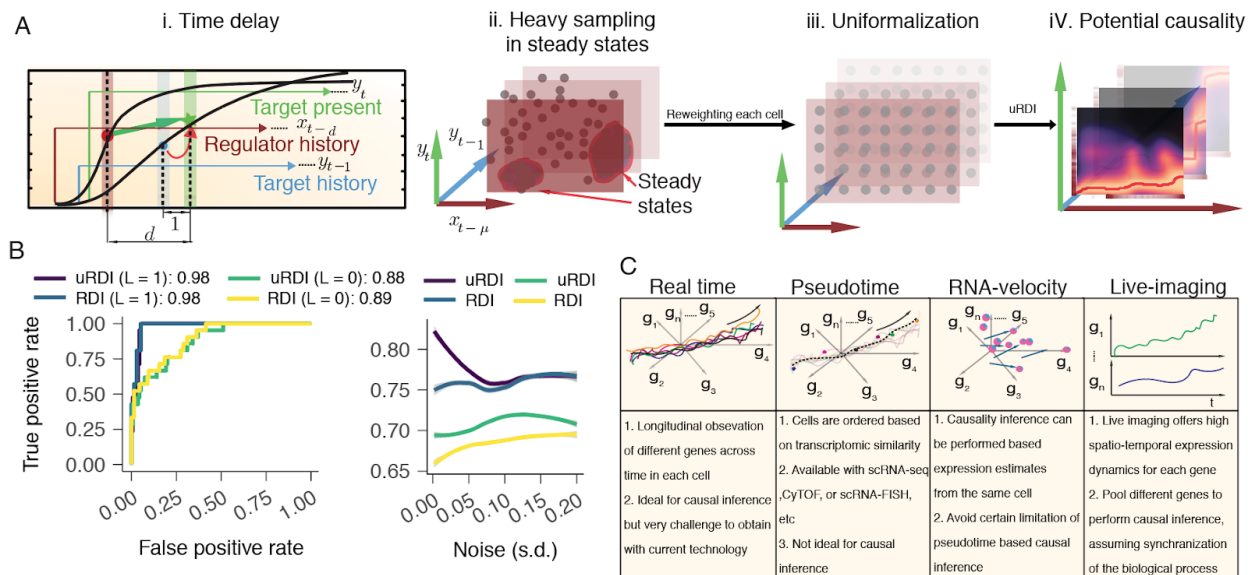 A
i. Time delay
ii. Heavy sampling
in steady states
iii. Uniformalization
iV. Potential causality
y_t
Target present
x_{t-d}
Regulator history
y_{t-1}
Target history
1
d
y_t
y_{t-1}
x_{t-μ}
Steady
states
Reweighting each cell
uRDI
B
uRDI (L = 1): 0.98
uRDI (L = 0): 0.88
RDI (L = 1): 0.98
RDI (L = 0): 0.89
True positive rate
1.00
0.75
0.50
0.25
0.00
0.00
0.25
0.50
0.75
1.00
False positive rate
uRDI
uRDI
RDI
RDI
0.80
0.75
0.70
0.65
0.00
0.05
0.10
0.15
0.20
Noise (s.d.)
C
Real time
Pseudotime
RNA-velocity
Live-imaging
g_1
g_n
......
g_5
g_4
g_2
g_3
g_1
g_n
......
g_5
g_4
g_2
g_3
g_1
g_n
......
g_5
g_4
g_2
g_3
g_1
g_n
t
1. Longitudinal obsevation
of different genes across
time in each cell
2. Ideal for causal inference
but very challenge to obtain
with current technology
1. Cells are ordered based
on transcriptomic similarity
2. Available with scRNA-seq
,CyTOF, or scRNA-FISH,
etc
3. Not ideal for causal
inference
1. Causality inference can
be performed based
expression estimates
from the same cell
2. Avoid certain limitation of
pseudotime based causal
inference
1. Live imaging offers high
spatio-temporal expression
dynamics for each gene
2. Pool different genes to
perform causal inference,
assuming synchranization
of the biological process